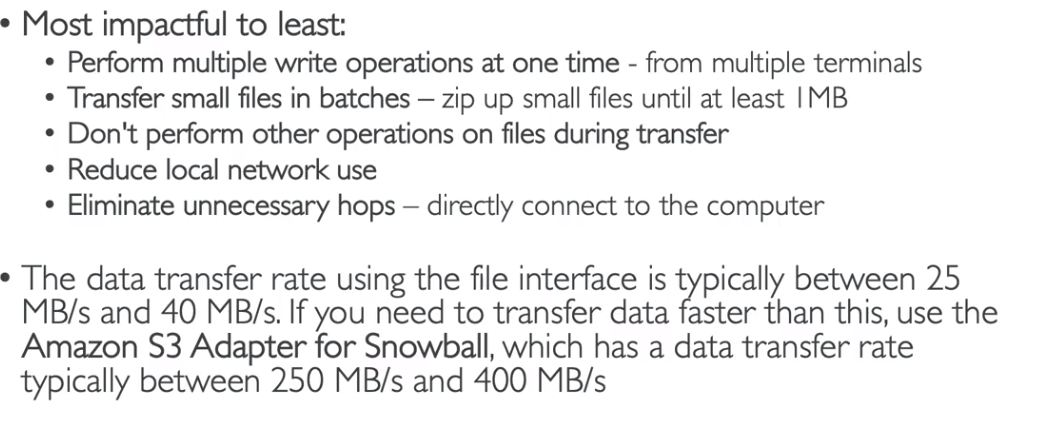 • Most impactful to least:
• Perform multiple write operations at one time - from multiple terminals
• Transfer small files in batches – zip up small files until at least 1MB
• Don't perform other operations on files during transfer
• Reduce local network use
• Eliminate unnecessary hops – directly connect to the computer
• The data transfer rate using the file interface is typically between 25
MB/s and 40 MB/s. If you need to transfer data faster than this, use the
Amazon S3 Adapter for Snowball, which has a data transfer rate
typically between 250 MB/s and 400 MB/s